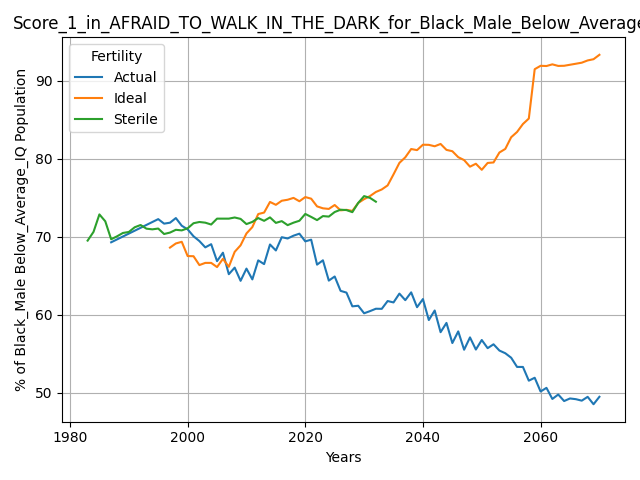 Score_1_in_AFRAID_TO_WALK_IN_THE_DARK_for_Black_Male_Below_Average
Fertility
Actual
Ideal
Sterile
% of Black_Male Below_Average_IQ Population
90
80
70
60
50
1980
2000
2020
2040
2060
Years